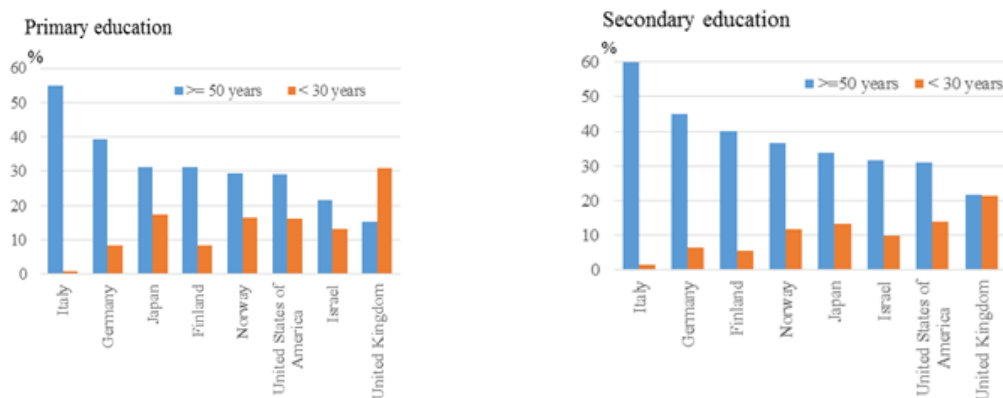 Primary education
%
60
50
40
30
20
10
0
>= 50 years < 30 years
Italy
Germany
Japan
Finland
Norway
United States of
America
Israel
United Kingdom
Secondary education
%
60
50
40
30
20
10
0
>=50 years < 30 years
Italy
Germany
Finland
Norway
Japan
Israel
United States of
America
United Kingdom